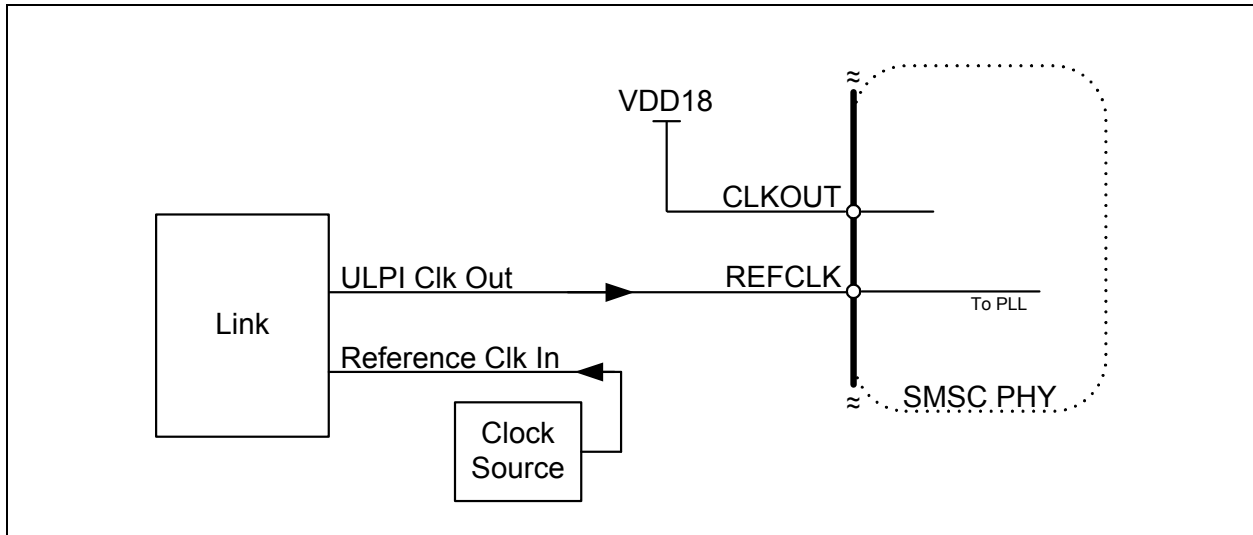 VDD18
CLKOUT
ULPI Clk Out
REFCLK
To PLL
Link
Reference Clk In
SMSC PHY
Clock
Source